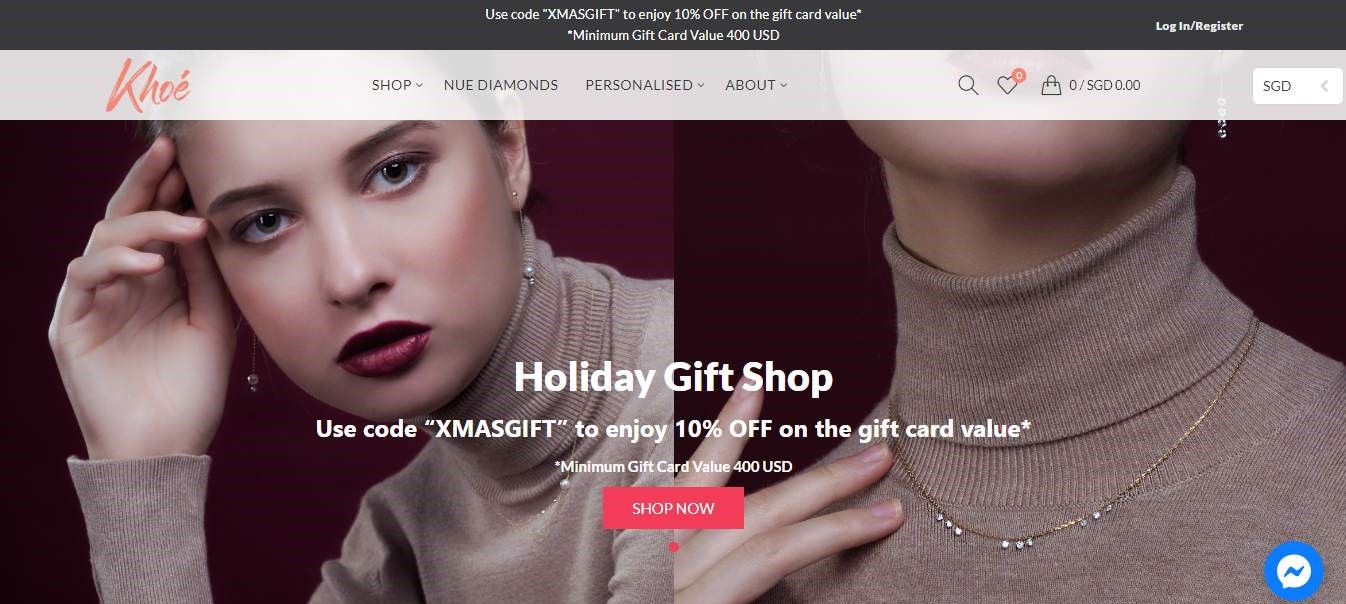 Use code "XMASGIFT" to enjoy 10% OFF on the gift card value*
*Minimum Gift Card Value 400 USD
Log In/Register
Khoé
SHOP NUE DIAMONDS PERSONALISED ABOUT
0
0 / SGD 0.00
SGD
Holiday Gift Shop
Use code “XMASGIFT” to enjoy 10% OFF on the gift card value*
*Minimum Gift Card Value 400 USD
SHOP NOW